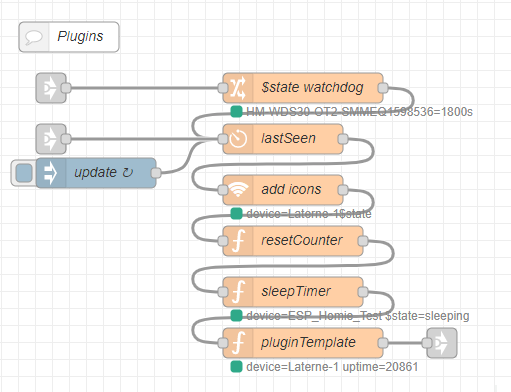 Plugins
$state watchdog
HM-WDS30-OT2-SMMEQ1598536=1800s
lastSeen
update ↻
add icons
device=Laterne-1$state
resetCounter
sleepTimer
device=ESP_Homie_Test $state=sleeping
pluginTemplate
device=Laterne-1 uptime=20861